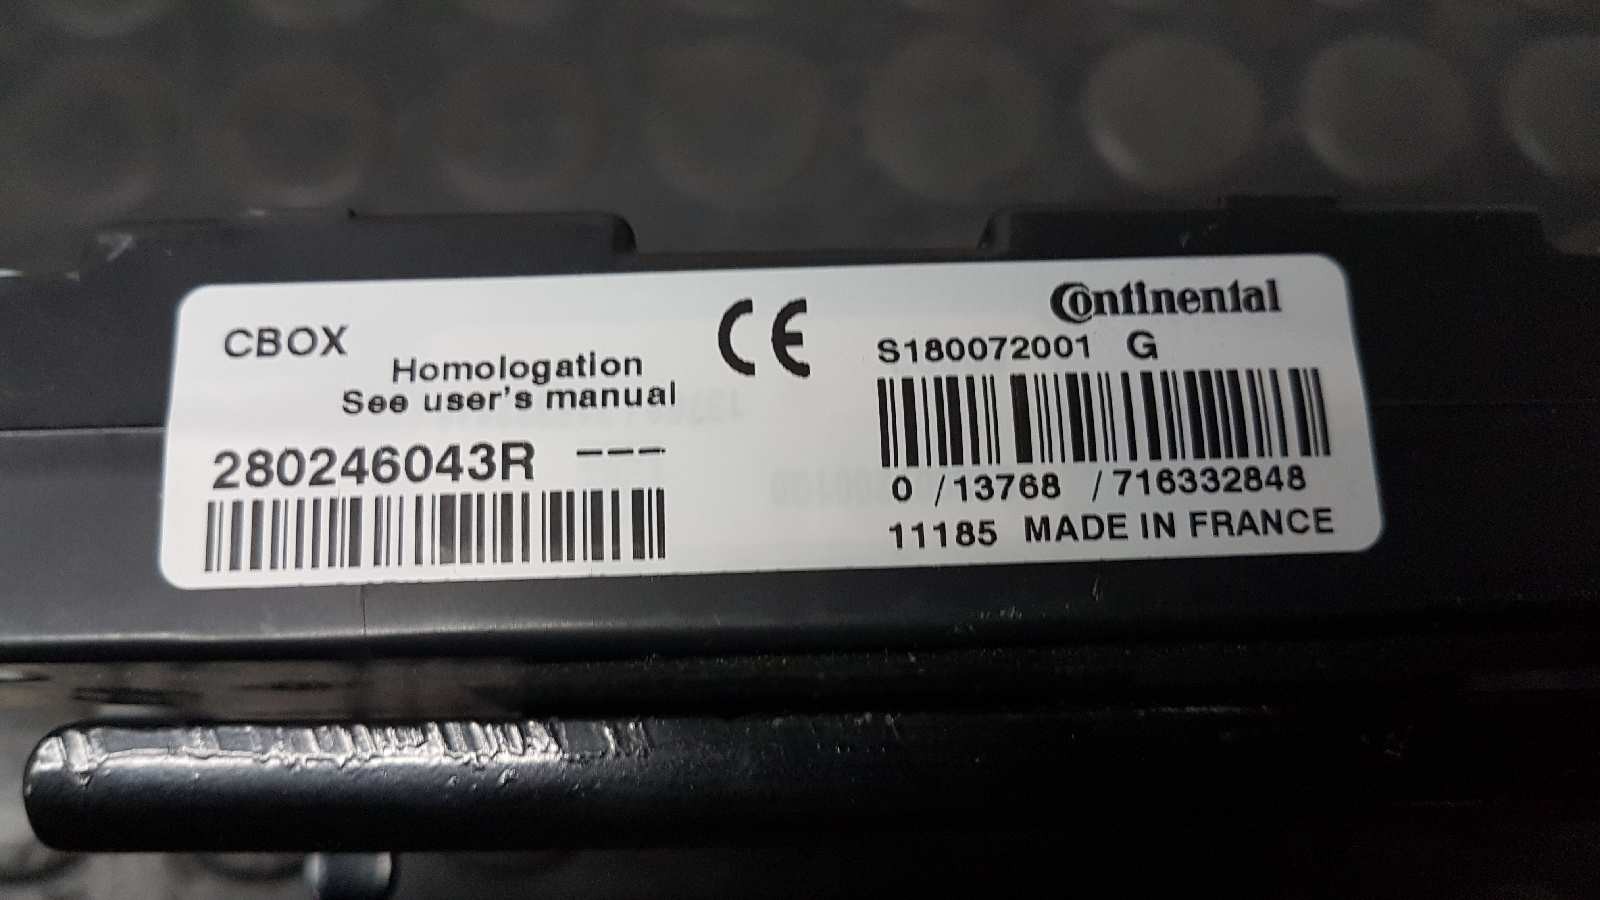 CBOX
Homologation
See user's manual
280246043R ---
CE
Continental
S180072001 G
0 /13768 /716332848
11185 MADE IN FRANCE